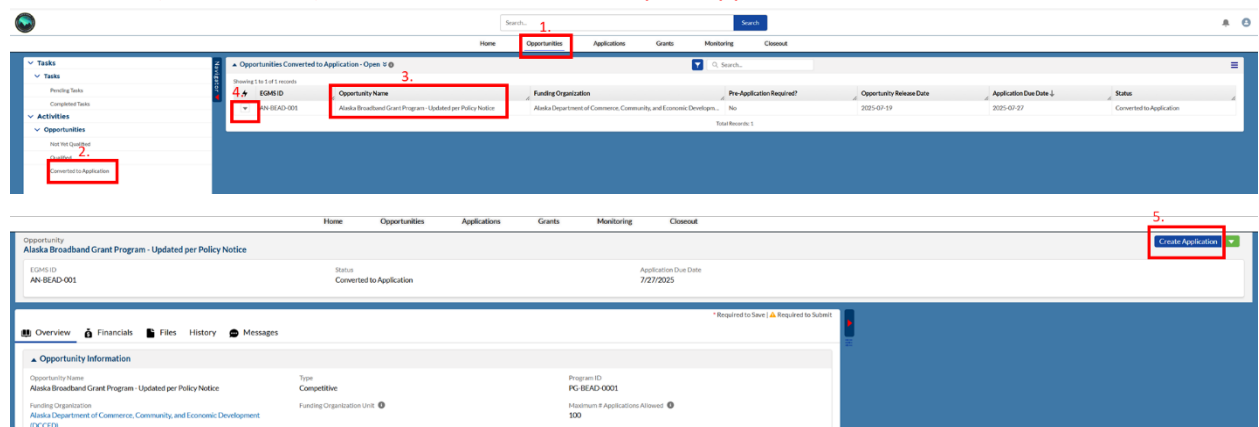 Search...
Search
1.
Home Opportunities Applications Grants Monitoring Closeout
Tasks
Tasks
Pending Tasks
Completed Tasks
Activities
Opportunities
Not Yet Qualified
2.
Qualified
Converted to Application
Navigator
Opportunities Converted to Application - Open
Search...
Showing 1 to 1 of 1 records
3.
4.
EGMS ID Opportunity Name Funding Organization Pre-Application Required? Opportunity Release Date Application Due Date ↓ Status
AN-BEAD-001 Alaska Broadband Grant Program - Updated per Policy Notice Alaska Department of Commerce, Community, and Economic Developm... No 2025-07-19 2025-07-27 Converted to Application
Total Records: 1
Home Opportunities Applications Grants Monitoring Closeout
5.
Opportunity
Alaska Broadband Grant Program - Updated per Policy Notice
Create Application
EGMS ID Status Application Due Date
AN-BEAD-001 Converted to Application 7/27/2025
* Required to Save | Required to Submit
Overview Financials Files History Messages
Opportunity Information
Opportunity Name Type Program ID
Alaska Broadband Grant Program - Updated per Policy Notice Competitive PG-BEAD-0001
Funding Organization Funding Organization Unit Maximum # Applications Allowed
Alaska Department of Commerce, Community, and Economic Development 100
(DCCED)